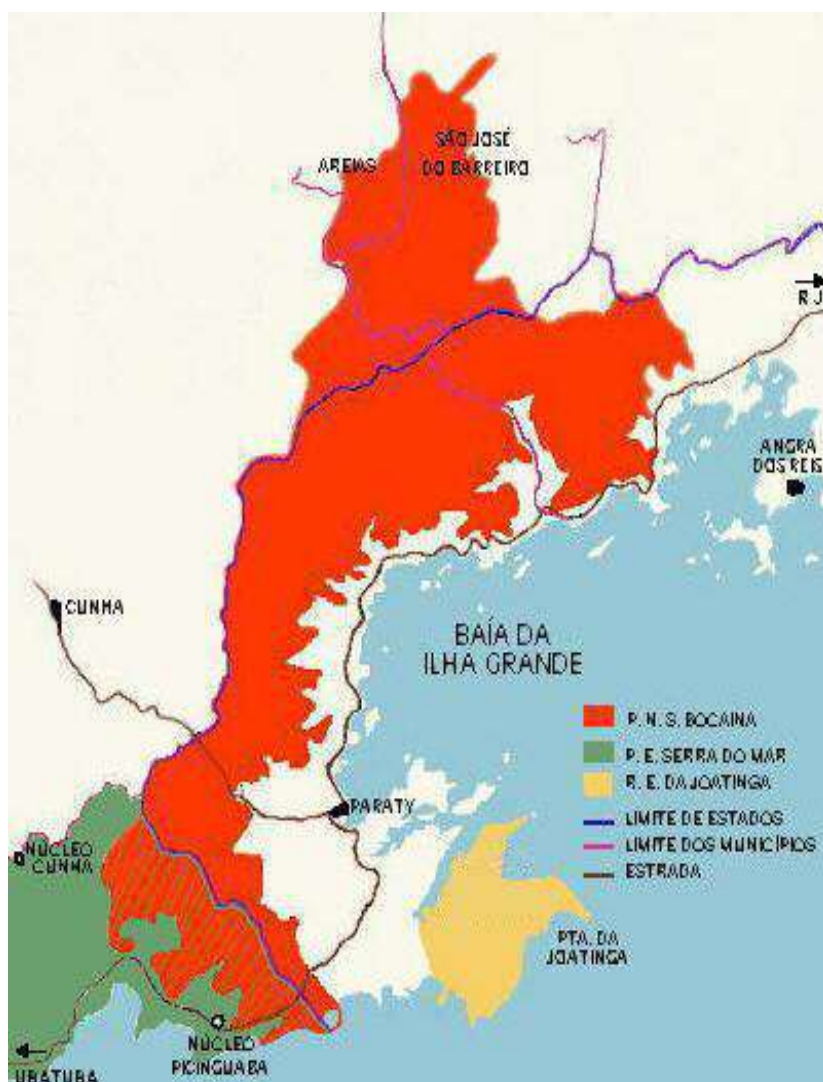 SÃO JOSÉ
DO BARREIRO
AREIAS
RJ
ANGRA
DOS REIS
CUNHA
BAÍA DA
ILHA GRANDE
P. N. S. BOCAINA
P. E. SERRA DO MAR
R. E. DA JOATINGA
LIMITE DE ESTADOS
LIMITE DOS MUNICÍPIOS
ESTRADA
PARATY
NÚCLEO
CUNHA
PTA. DA
JOATINGA
NÚCLEO
PICINGUABA
UBATUBA